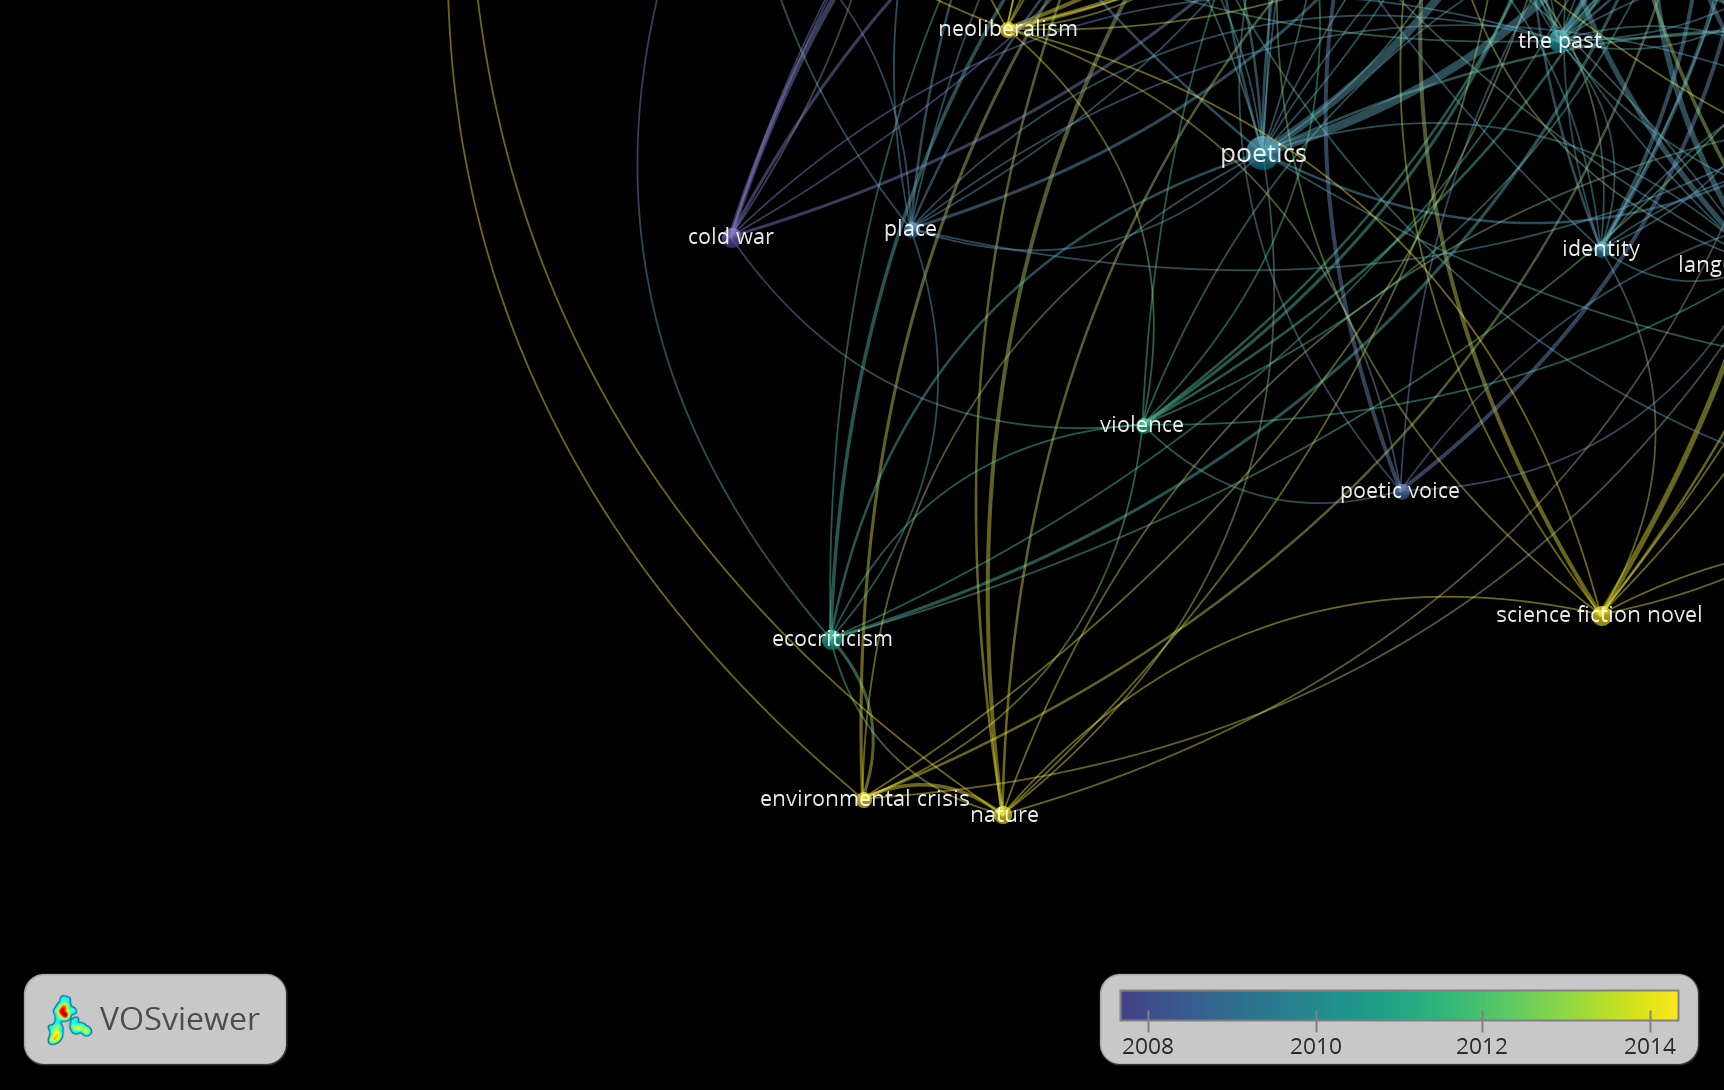 neoliberalism
the past
poetics
cold war
place
identity
lang
violence
poetic voice
science fiction novel
ecocriticism
environmental crisis
nature
VOSviewer
2008 2010 2012 2014